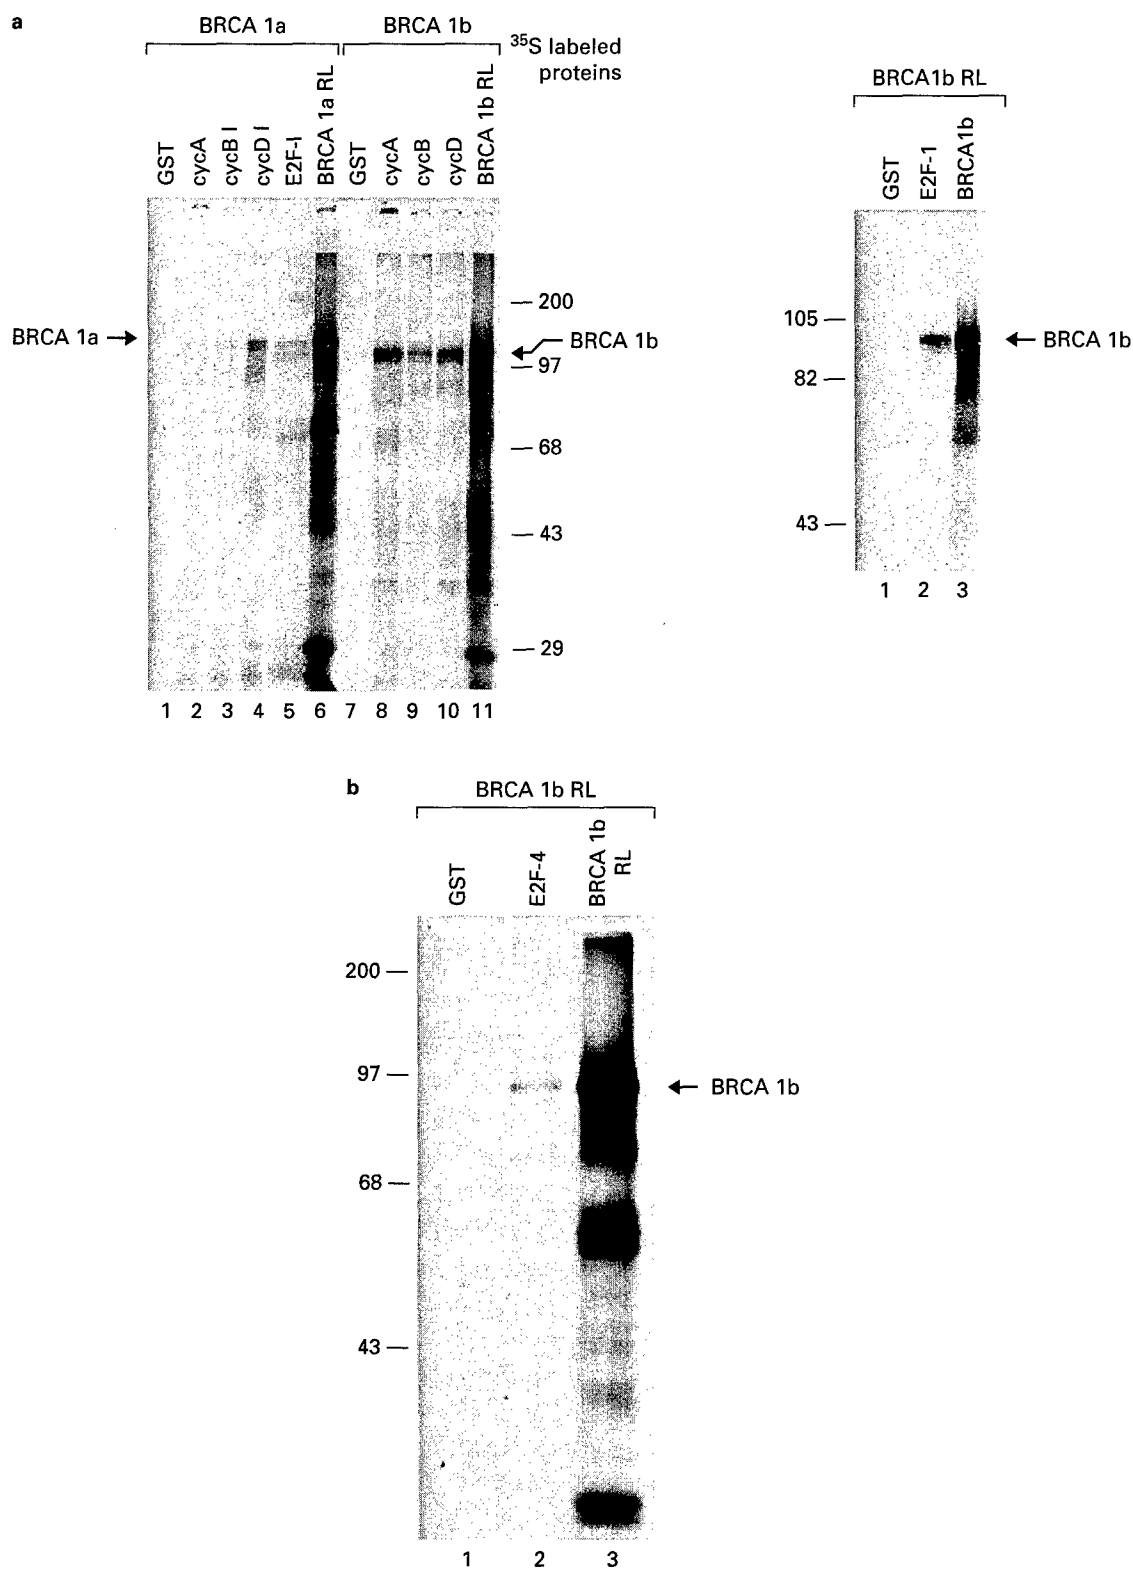 a
BRCA 1a
BRCA 1b
35S labeled
proteins
GST
cycA
cycB I
cycD I
E2F-I
BRCA 1a RL
GST
cycA
cycB
cycD
BRCA 1b RL
BRCA 1a
200
BRCA 1b
97
68
43
29
1 2 3 4 5 6 7 8 9 10 11
BRCA1b RL
GST
E2F-1
BRCA1b
105
BRCA 1b
82
43
1 2 3
b
BRCA 1b RL
GST
E2F-4
BRCA 1b
RL
200
97
BRCA 1b
68
43
1 2 3